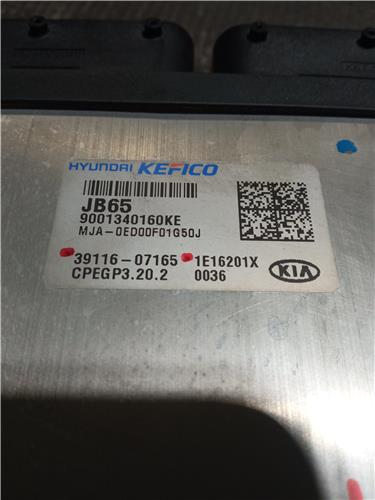 HYUNDAI KEFICO
JB65
9001340160KE
MJA-0ED00F01G50J
39116-07165 1E16201X
CPEGP3.20.2 0036
KIA